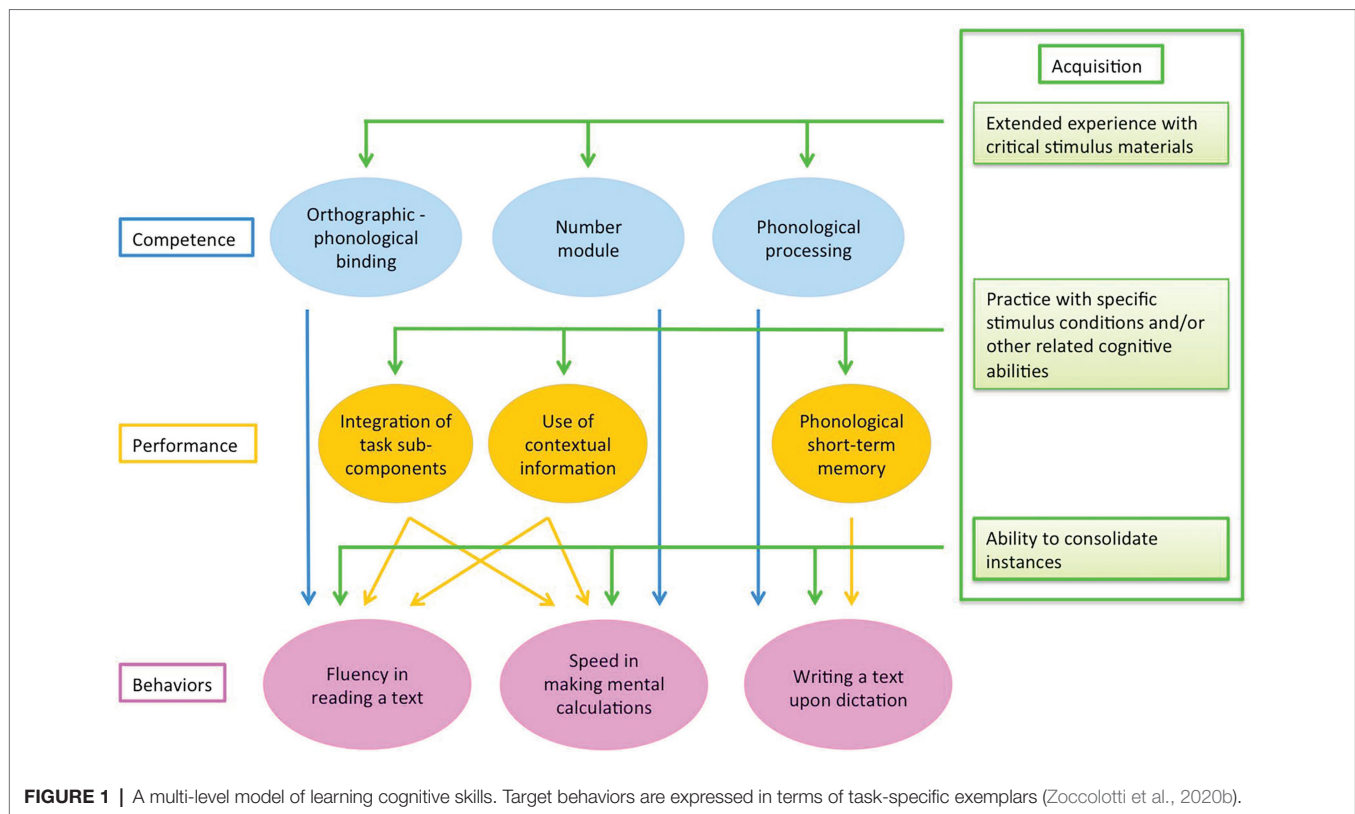 Acquisition
Extended experience with
critical stimulus materials
Competence
Orthographic -
phonological
binding
Number
module
Phonological
processing
Practice with specific
stimulus conditions and/or
other related cognitive
abilities
Performance
Integration of
task sub-
components
Use of
contextual
information
Phonological
short-term
memory
Ability to consolidate
instances
Behaviors
Fluency in
reading a text
Speed in
making mental
calculations
Writing a text
upon dictation
FIGURE 1 | A multi-level model of learning cognitive skills. Target behaviors are expressed in terms of task-specific exemplars (Zoccolotti et al., 2020b).